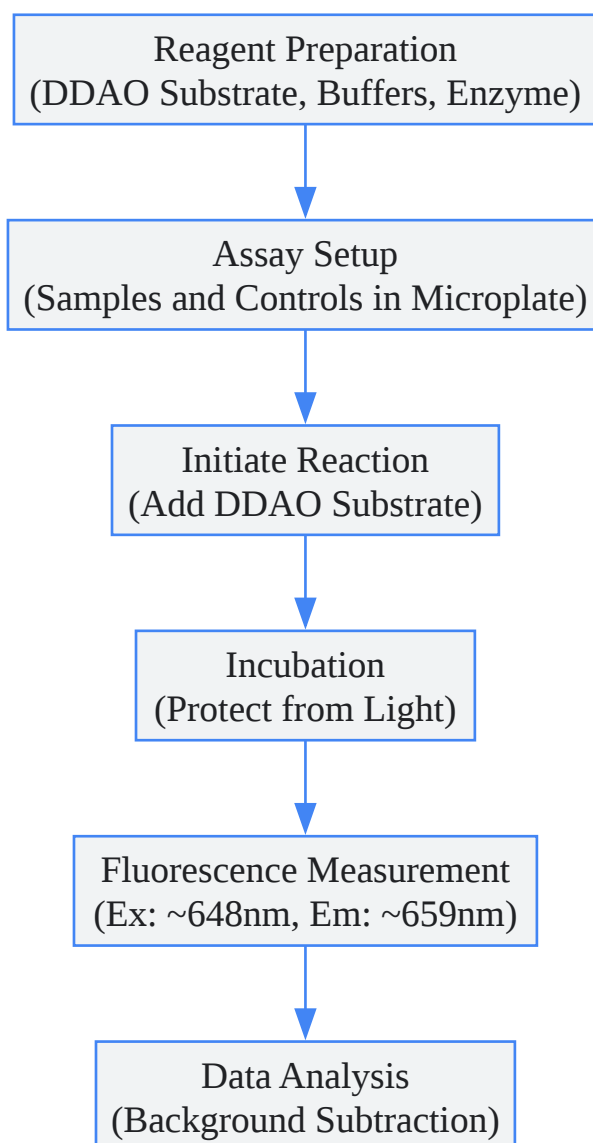 Reagent Preparation
(DDAO Substrate, Buffers, Enzyme)
Assay Setup
(Samples and Controls in Microplate)
Initiate Reaction
(Add DDAO Substrate)
Incubation
(Protect from Light)
Fluorescence Measurement
(Ex: ~648nm, Em: ~659nm)
Data Analysis
(Background Subtraction)